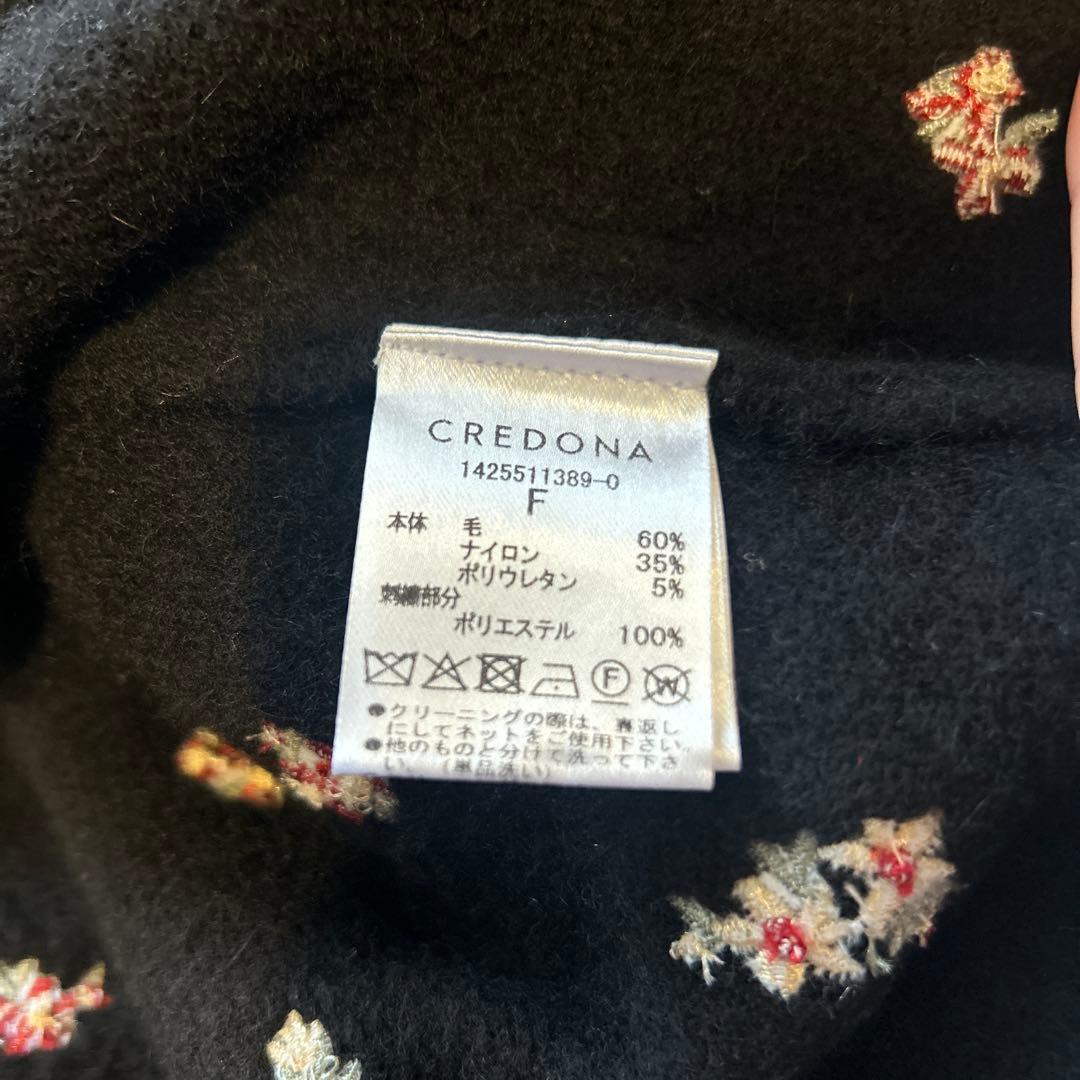 CREDONA
1425511389-0
F
本体 毛 60%
ナイロン 35%
ポリウレタン 5%
刺繍部分
ポリエステル 100%
F W
●クリーニングの際は、裏返し
にしてネットをご使用下さい。
●他のものと分けて洗って下さ
い。(単品洗い)